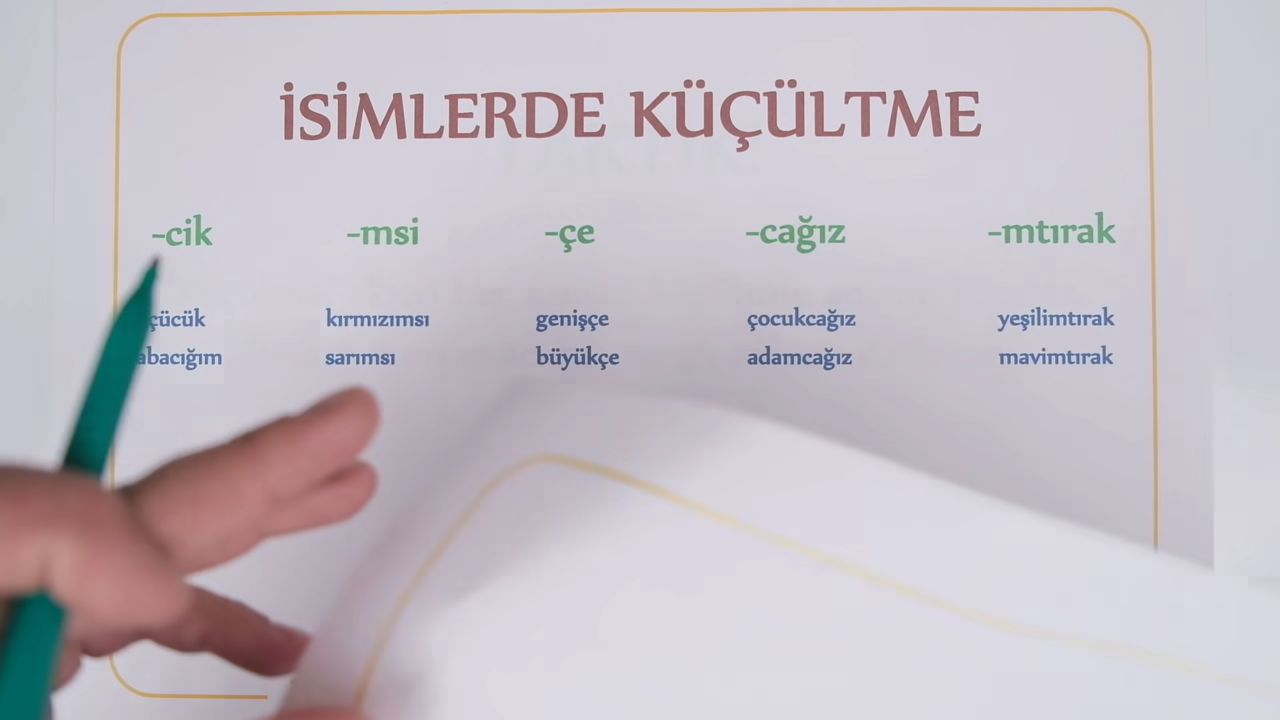 İSİMLERDE KÜÇÜLTME
-cik -msi -çe -cağız -mtırak
kırmızımsı genişçe çocukcağız yeşilimtırak
sarımsı büyükçe adamcağız mavimtırak